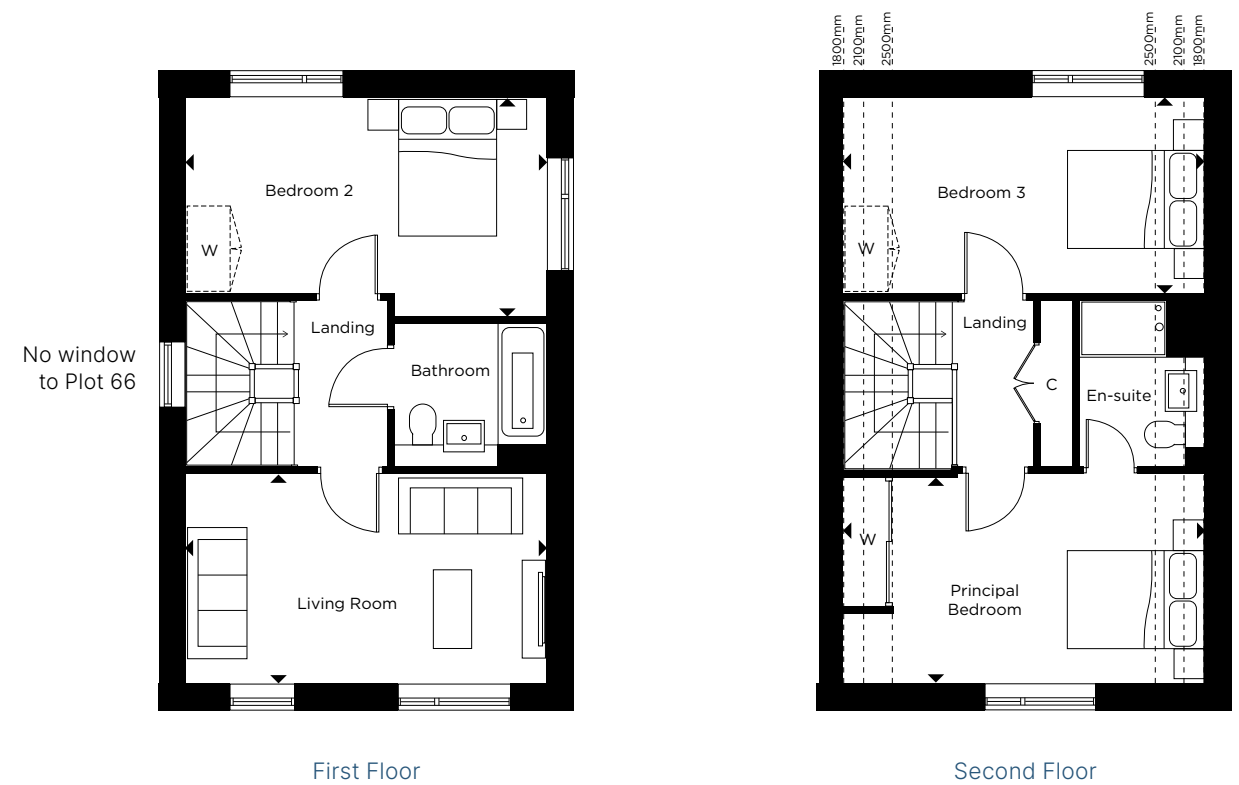 Bedroom 2
W
Landing
Bathroom
No window
to Plot 66
Living Room
First Floor
1800mm
2100mm
2500mm
2500mm
2100mm
1800mm
Bedroom 3
W
Landing
C
En-suite
W
Principal
Bedroom
Second Floor